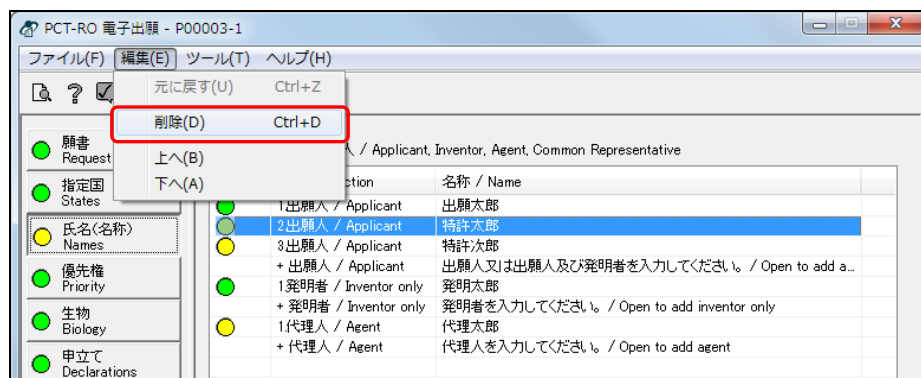 PCT-RO 電子出願 - P00003-1
ファイル(F) 編集(E) ツール(T) ヘルプ(H)
元に戻す(U) Ctrl+Z
削除(D) Ctrl+D
上へ(B)
下へ(A)
願書
Request
指定国
States
氏名(名称)
Names
優先権
Priority
生物
Biology
申立て
Declarations
人 / Applicant, Inventor, Agent, Common Representative
ction 名称 / Name
1出願人 / Applicant 出願太郎
2出願人 / Applicant 特許太郎
3出願人 / Applicant 特許次郎
+ 出願人 / Applicant 出願人又は出願人及び発明者を入力してください。 / Open to add a...
1発明者 / Inventor only 発明太郎
+ 発明者 / Inventor only 発明者を入力してください。 / Open to add inventor only
1代理人 / Agent 代理太郎
+ 代理人 / Agent 代理人を入力してください。 / Open to add agent